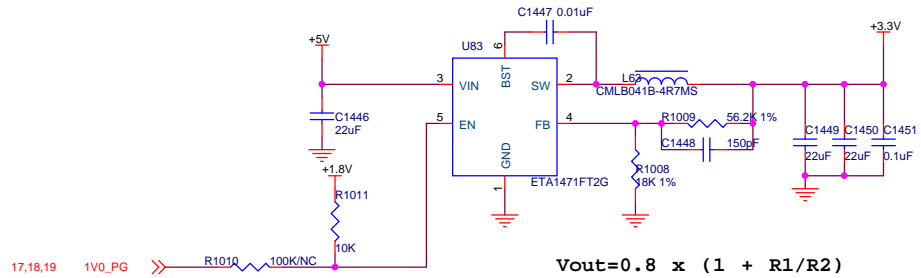 C1447 0.01uF
+3.3V
+5V
U83
6
BST
3 VIN
SW 2
L63
CMLB041B-4R7MS
C1446
22uF
5 EN
FB 4
R1009 56.2K 1%
C1448 150pF
C1449 C1450 C1451
22uF 22uF 0.1uF
GND
1
ETA1471FT2G
R1008
18K 1%
+1.8V
R1011
10K
17,18,19 1V0_PG R1010 100K/NC
Vout=0.8 x (1 + R1/R2)